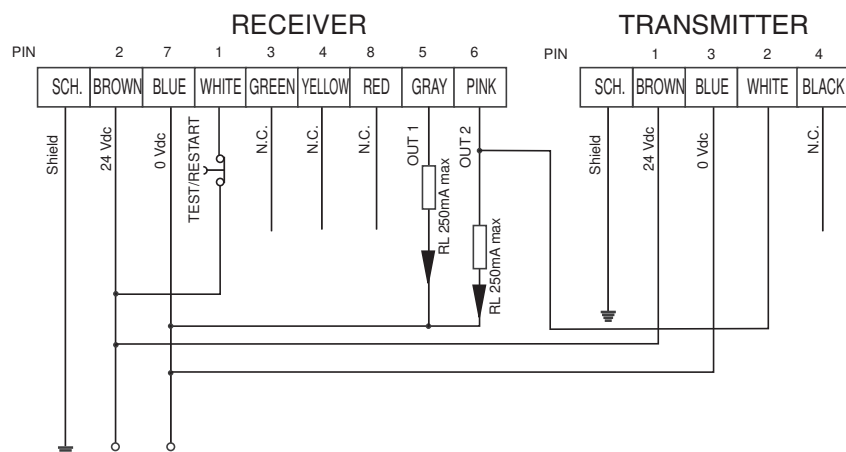 RECEIVER
TRANSMITTER
PIN 2 7 1 3 4 8 5 6
PIN 1 3 2 4
SCH. BROWN BLUE WHITE GREEN YELLOW RED GRAY PINK
SCH. BROWN BLUE WHITE BLACK
Shield
24 Vdc
0 Vdc
TEST/RESTART
N.C.
N.C.
N.C.
OUT 1
RL 250mA max
OUT 2
RL 250mA max
Shield
24 Vdc
0 Vdc
N.C.